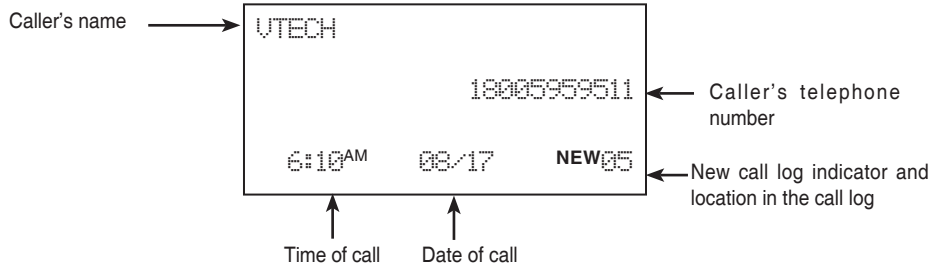 Caller's name
VTECH
18005959511
Caller's telephone
number
6:10AM 08/17 NEW05
New call log indicator and
location in the call log
Time of call Date of call